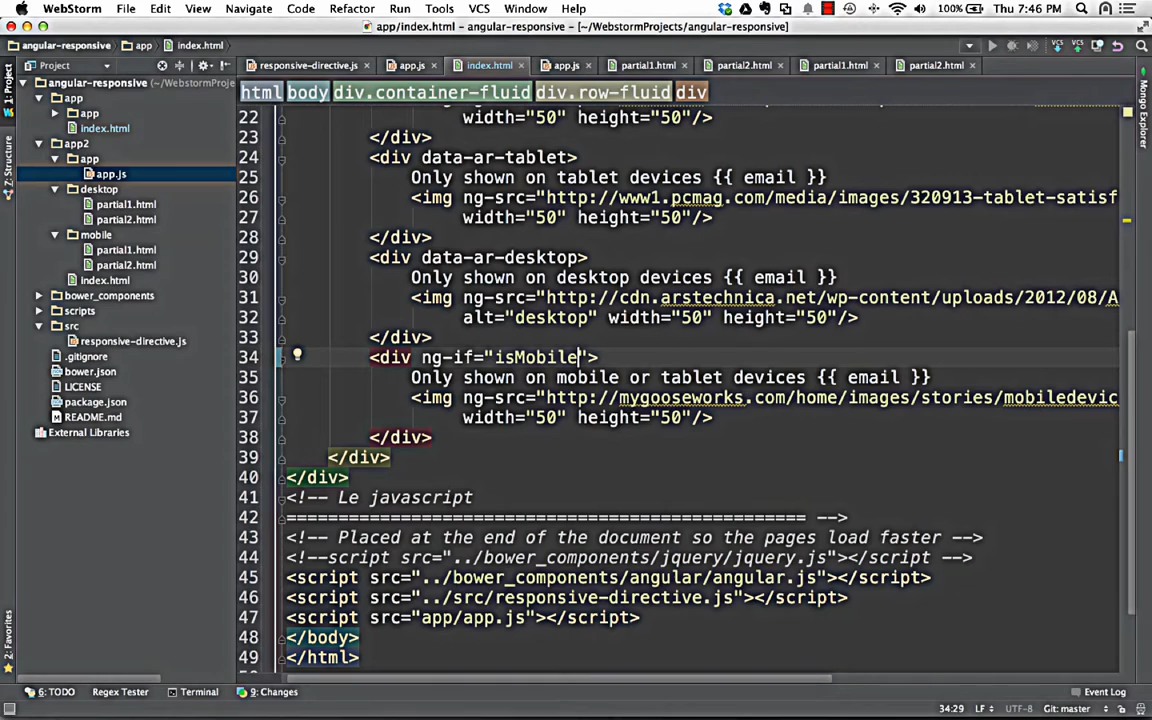 WebStorm File Edit View Navigate Code Refactor Run Tools VCS Window Help 100% Thu 7:46 PM
app/index.html - angular-responsive - [~/WebstormProjects/angular-responsive]
angular-responsive app index.html
Project responsive-directive.js app.js index.html app.js partial1.html partial2.html partial1.html partial2.html
html body div.container-fluid div.row-fluid div
1: Project
Z: Structure
2: Favorites
Mongo Explorer
angular-responsive (~/WebstormProje
app
app
index.html
app2
app
app.js
desktop
partial1.html
partial2.html
mobile
partial1.html
partial2.html
index.html
bower_components
scripts
src
responsive-directive.js
.gitignore
bower.json
LICENSE
package.json
README.md
External Libraries
22 width="50" height="50"/>
23 </div>
24 <div data-ar-tablet>
25 Only shown on tablet devices {{ email }}
26 <img ng-src="http://www1.pcmag.com/media/images/320913-tablet-satisf
27 width="50" height="50"/>
28 </div>
29 <div data-ar-desktop>
30 Only shown on desktop devices {{ email }}
31 <img ng-src="http://cdn.arstechnica.net/wp-content/uploads/2012/08/A
32 alt="desktop" width="50" height="50"/>
33 </div>
34 <div ng-if="isMobile">
35 Only shown on mobile or tablet devices {{ email }}
36 <img ng-src="http://mygooseworks.com/home/images/stories/mobiledevic
37 width="50" height="50"/>
38 </div>
39 </div>
40 </div>
41 <!-- Le javascript
42 ================================================== -->
43 <!-- Placed at the end of the document so the pages load faster -->
44 <!--script src="../bower_components/jquery/jquery.js"></script -->
45 <script src="../bower_components/angular/angular.js"></script>
46 <script src="../src/responsive-directive.js"></script>
47 <script src="app/app.js"></script>
48 </body>
49 </html>
6: TODO Regex Tester Terminal 9: Changes Event Log
34:29 LF UTF-8 Git: master